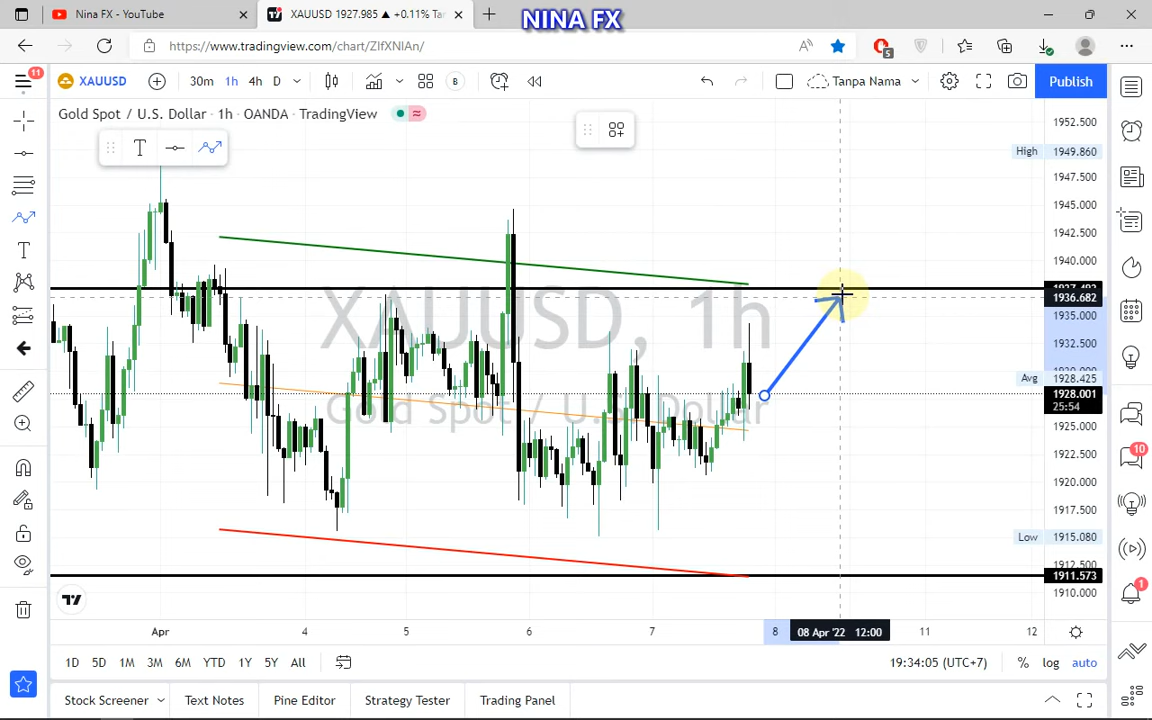 Nina FX - YouTube
XAUUSD 1927.985 ▲ +0.11%
NINA FX
https://www.tradingview.com/chart/ZIfXNIAn/
5
11
XAUUSD
30m 1h 4h D
B
Tanpa Nama
Publish
Gold Spot / U.S. Dollar · 1h · OANDA · TradingView
XAUUSD, 1h
Gold Spot / U.S. Dollar
1952.500
High 1949.860
1947.500
1945.000
1942.500
1940.000
1936.682
1935.000
1932.500
Avg 1928.425
1928.001
25:54
1925.000
1922.500
1920.000
1917.500
Low 1915.080
1911.573
1910.000
10
1
Apr 4 5 6 7 8 08 Apr '22 12:00 11 12
1D 5D 1M 3M 6M YTD 1Y 5Y All
19:34:05 (UTC+7) % log auto
Stock Screener Text Notes Pine Editor Strategy Tester Trading Panel